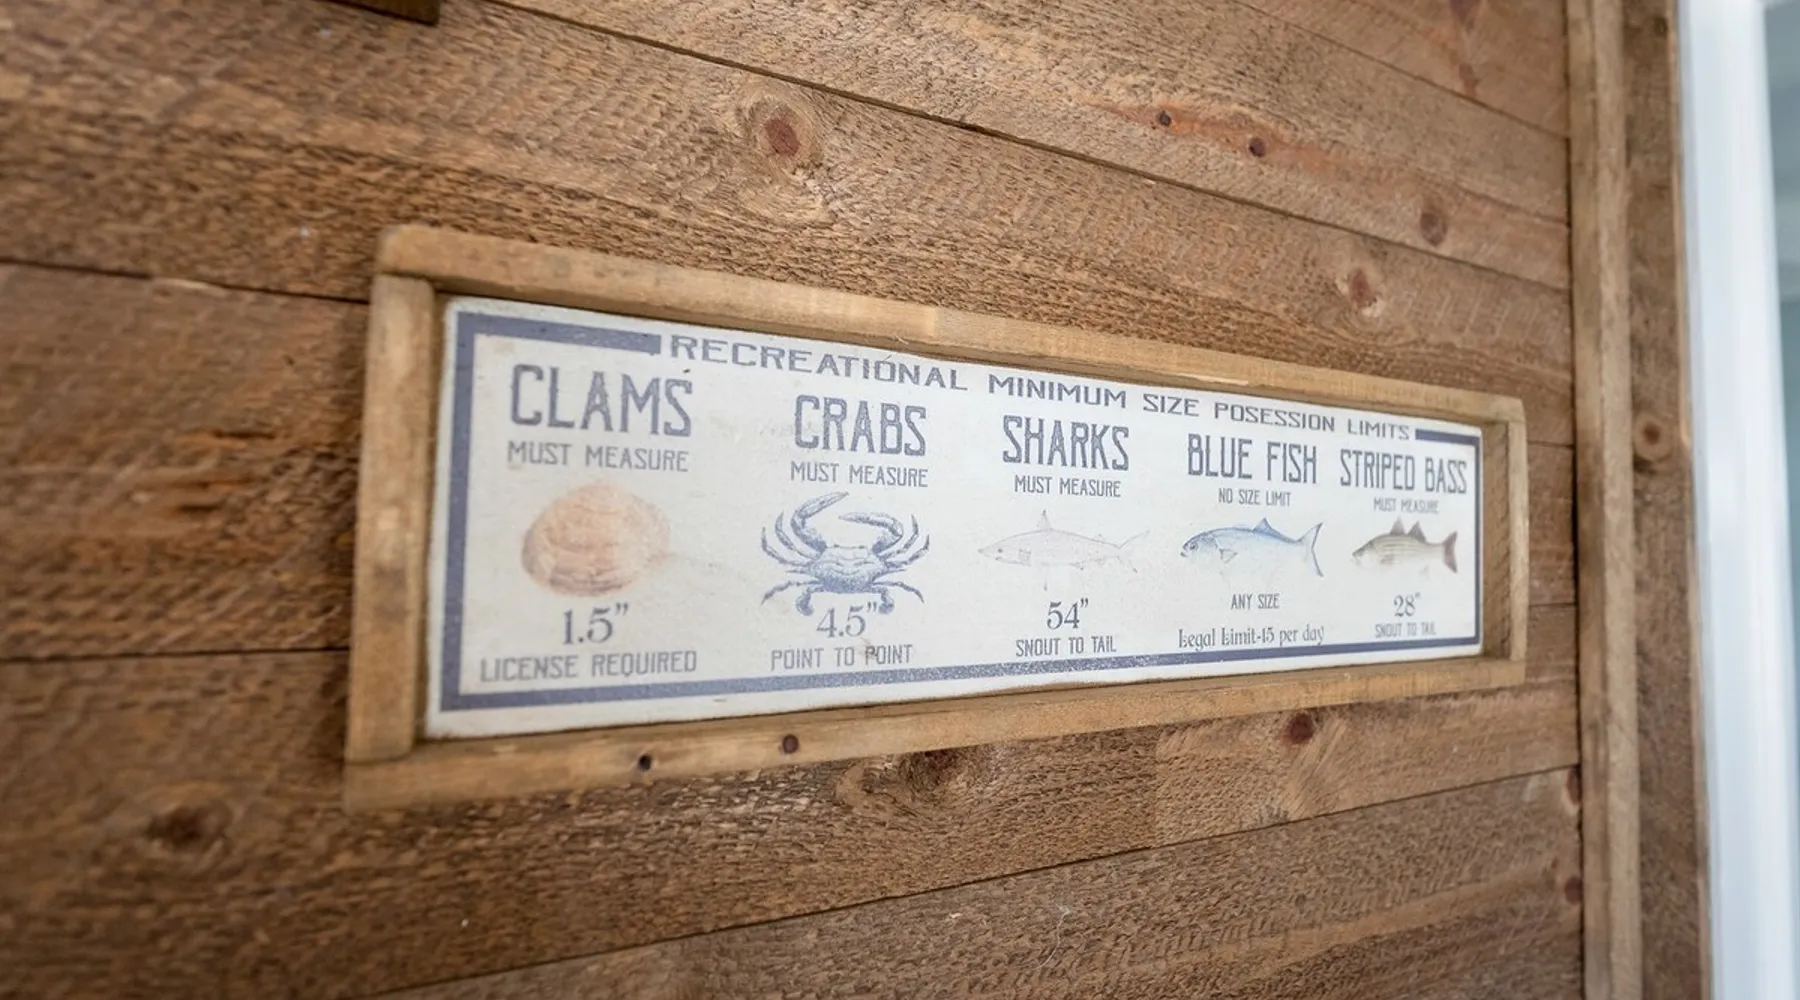 RECREATIONAL MINIMUM SIZE POSESSION LIMITS
CLAMS
MUST MEASURE
1.5"
LICENSE REQUIRED
CRABS
MUST MEASURE
4.5"
POINT TO POINT
SHARKS
MUST MEASURE
54"
SNOUT TO TAIL
BLUE FISH
NO SIZE LIMIT
ANY SIZE
Legal Limit-15 per day
STRIPED BASS
MUST MEASURE
28"
SNOUT TO TAIL